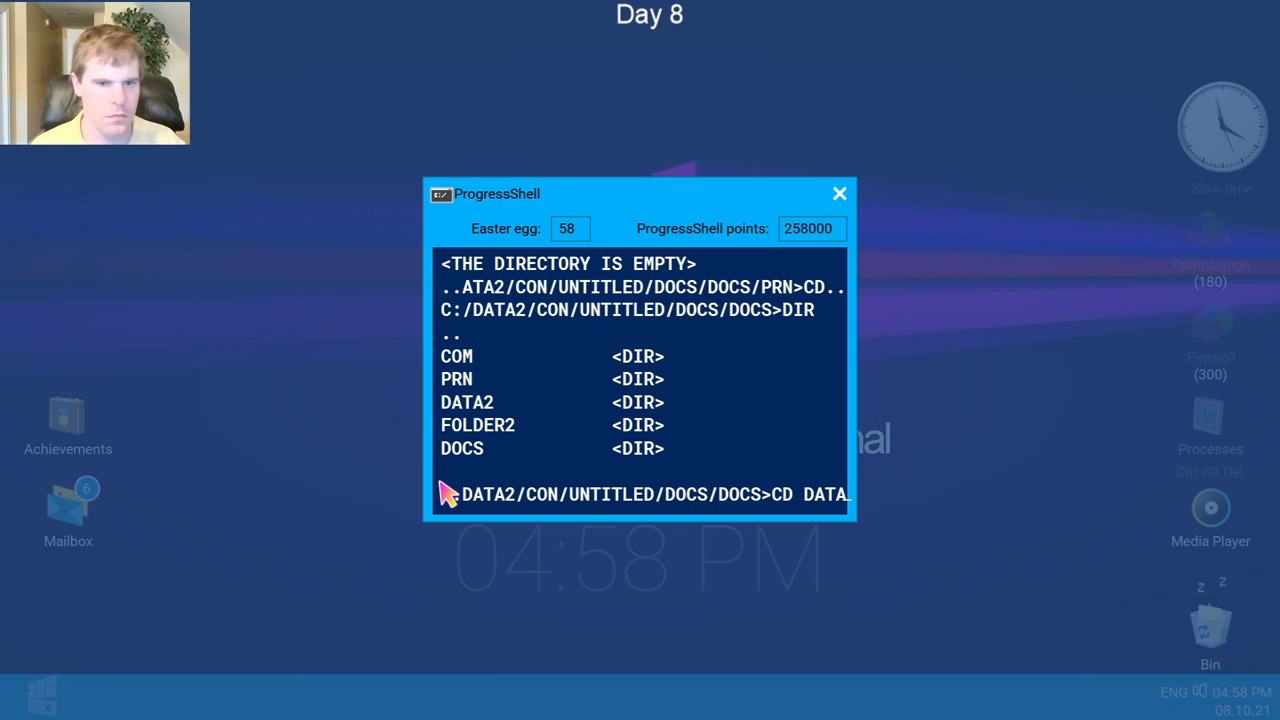 Day 8
ProgressShell
Easter egg: 58 ProgressShell points: 258000
<THE DIRECTORY IS EMPTY>
..ATA2/CON/UNTITLED/DOCS/DOCS/PRN>CD..
C:/DATA2/CON/UNTITLED/DOCS/DOCS>DIR
..
COM <DIR>
PRN <DIR>
DATA2 <DIR>
FOLDER2 <DIR>
DOCS <DIR>
DATA2/CON/UNTITLED/DOCS/DOCS>CD DATA_
Achievements
6
Mailbox
nal
04:58 PM
Slow time
Optimization
(180)
Firewall
(300)
Processes
Ctrl Alt Del
Media Player
z z
Bin
ENG 04:58 PM
08.10.21